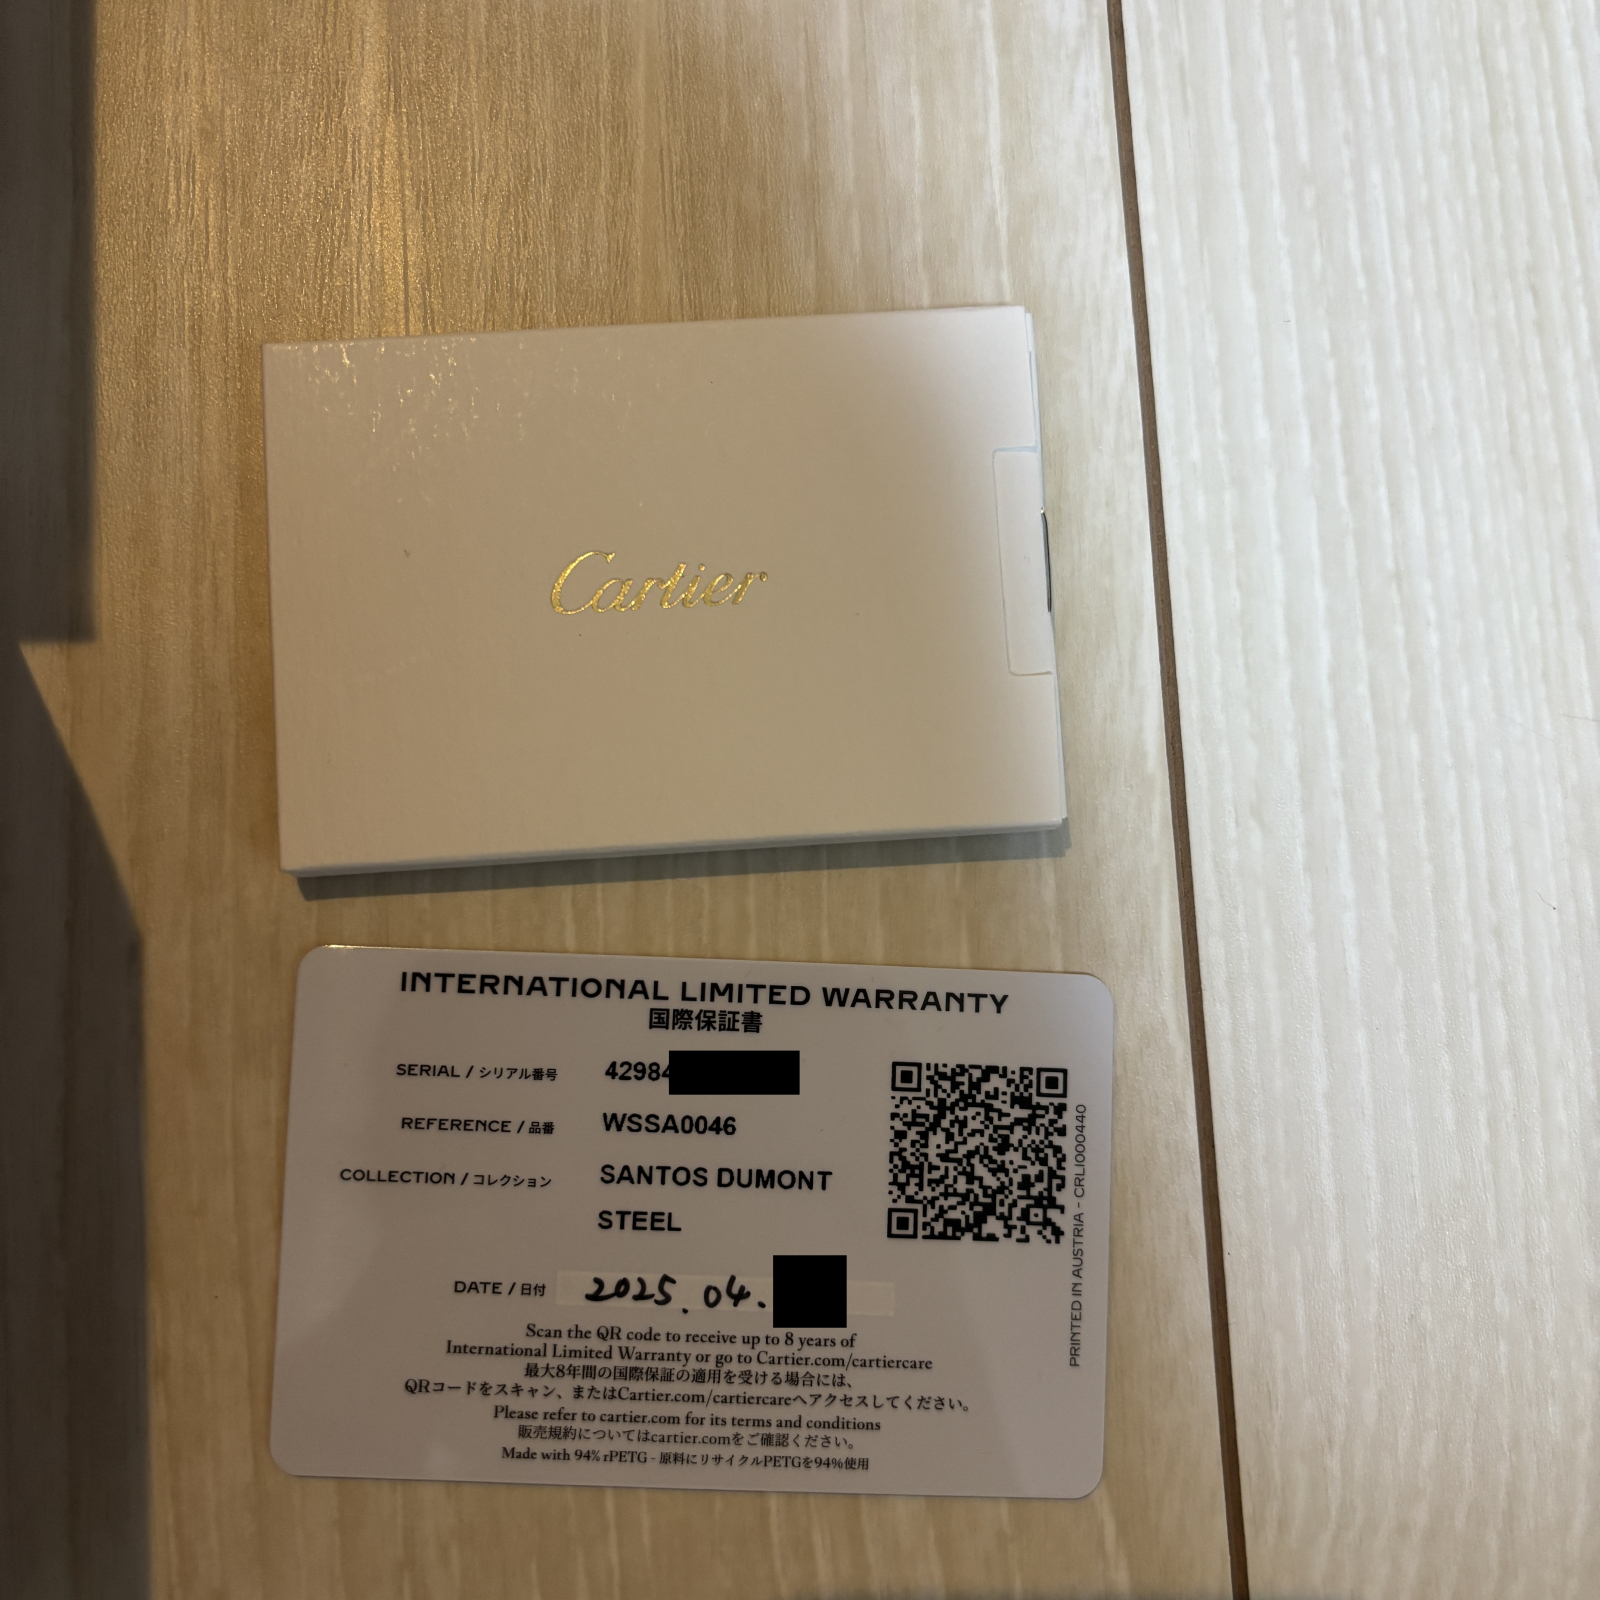 Cartier
INTERNATIONAL LIMITED WARRANTY
国際保証書
SERIAL / シリアル番号 42984
REFERENCE / 品番 WSSA0046
COLLECTION / コレクション SANTOS DUMONT
STEEL
DATE / 日付 2025.04.
Scan the QR code to receive up to 8 years of
International Limited Warranty or go to Cartier.com/cartiercare
最大8年間の国際保証の適用を受ける場合には、
QRコードをスキャン、またはCartier.com/cartiercareへアクセスしてください。
Please refer to cartier.com for its terms and conditions
販売規約についてはcartier.comをご確認ください。
Made with 94% rPETG - 原料にリサイクルPETGを94%使用
PRINTED IN AUSTRIA - CRLI000440